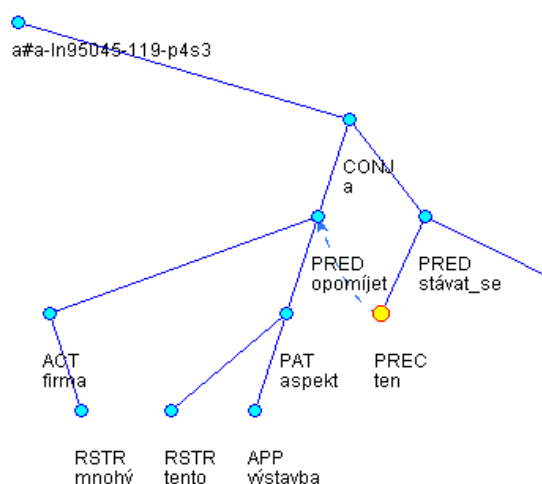 a#a-ln95045-119-p4s3
CONJ
a
PRED
opomíjet
PRED
stávat_se
ACT
firma
PAT
aspekt
PREC
ten
RSTR
mnohý
RSTR
tento
APP
výstavba